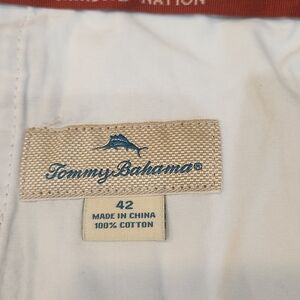 NATION
Tommy Bahama®
42
MADE IN CHINA
100% COTTON